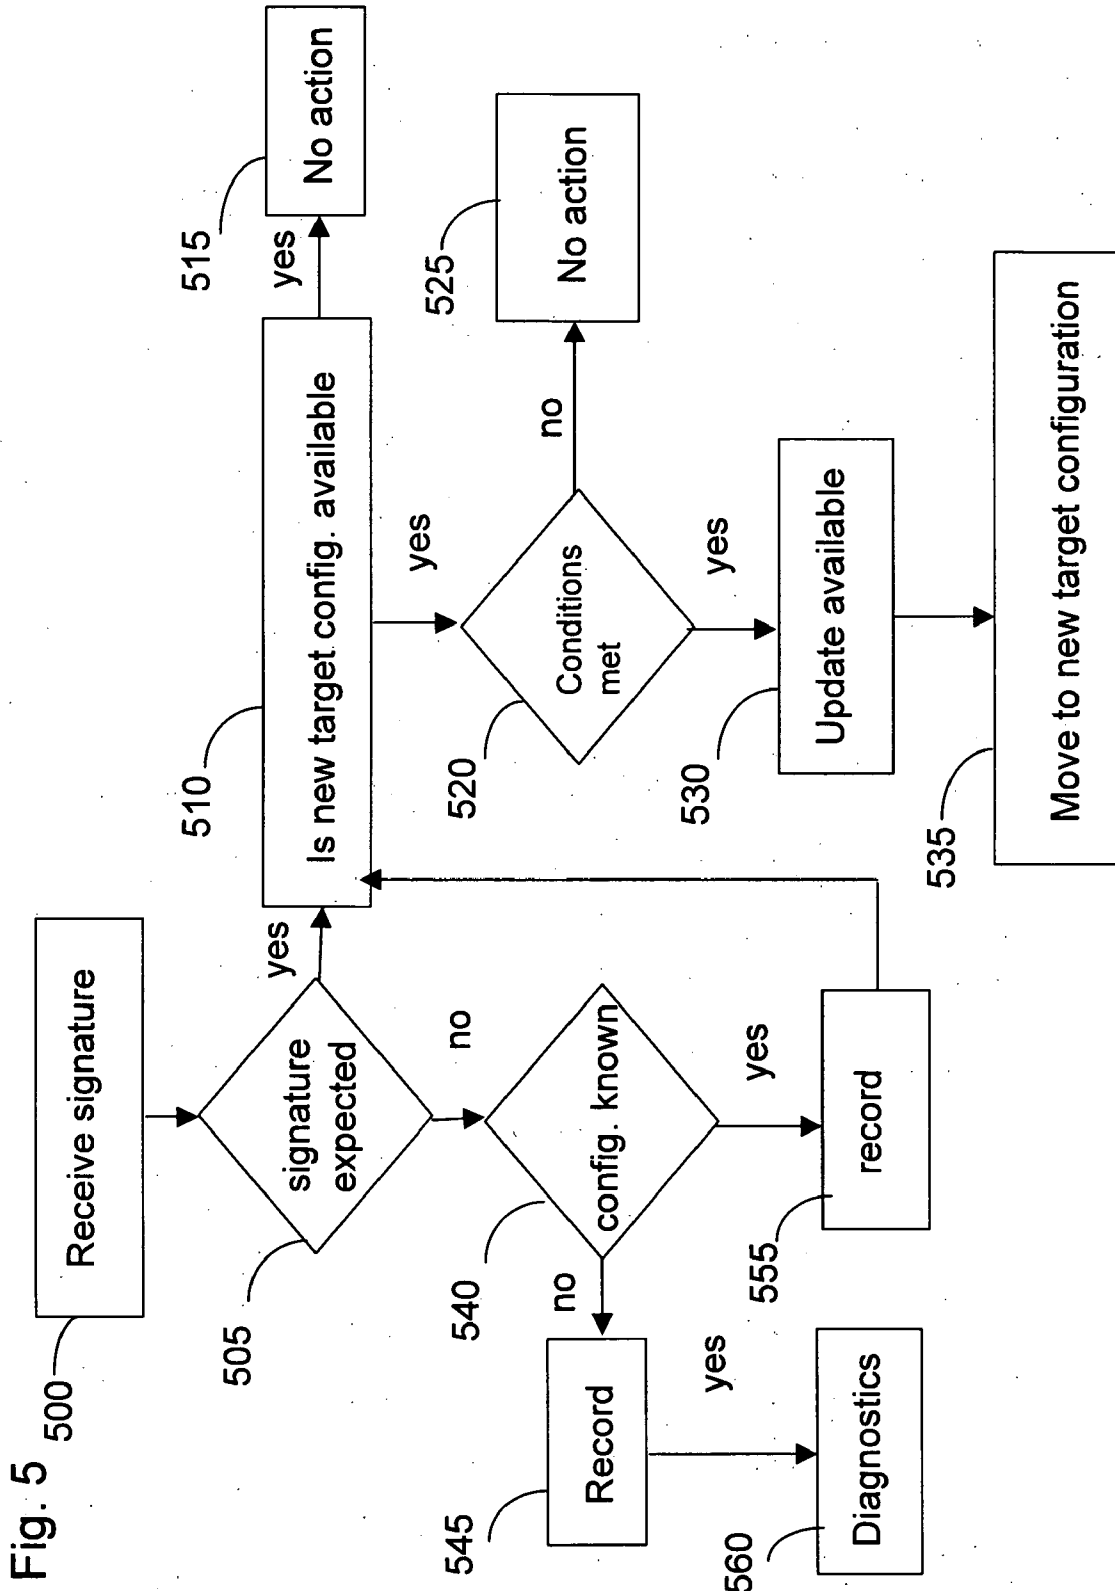 Fig. 5
500
Receive signature
505
signature
expected
yes
510
Is new target config. available
yes
515
No action
no
yes
540
config. known
520
Conditions
met
no
525
No action
no
yes
yes
545
Record
555
record
530
Update available
yes
560
Diagnostics
535
Move to new target configuration